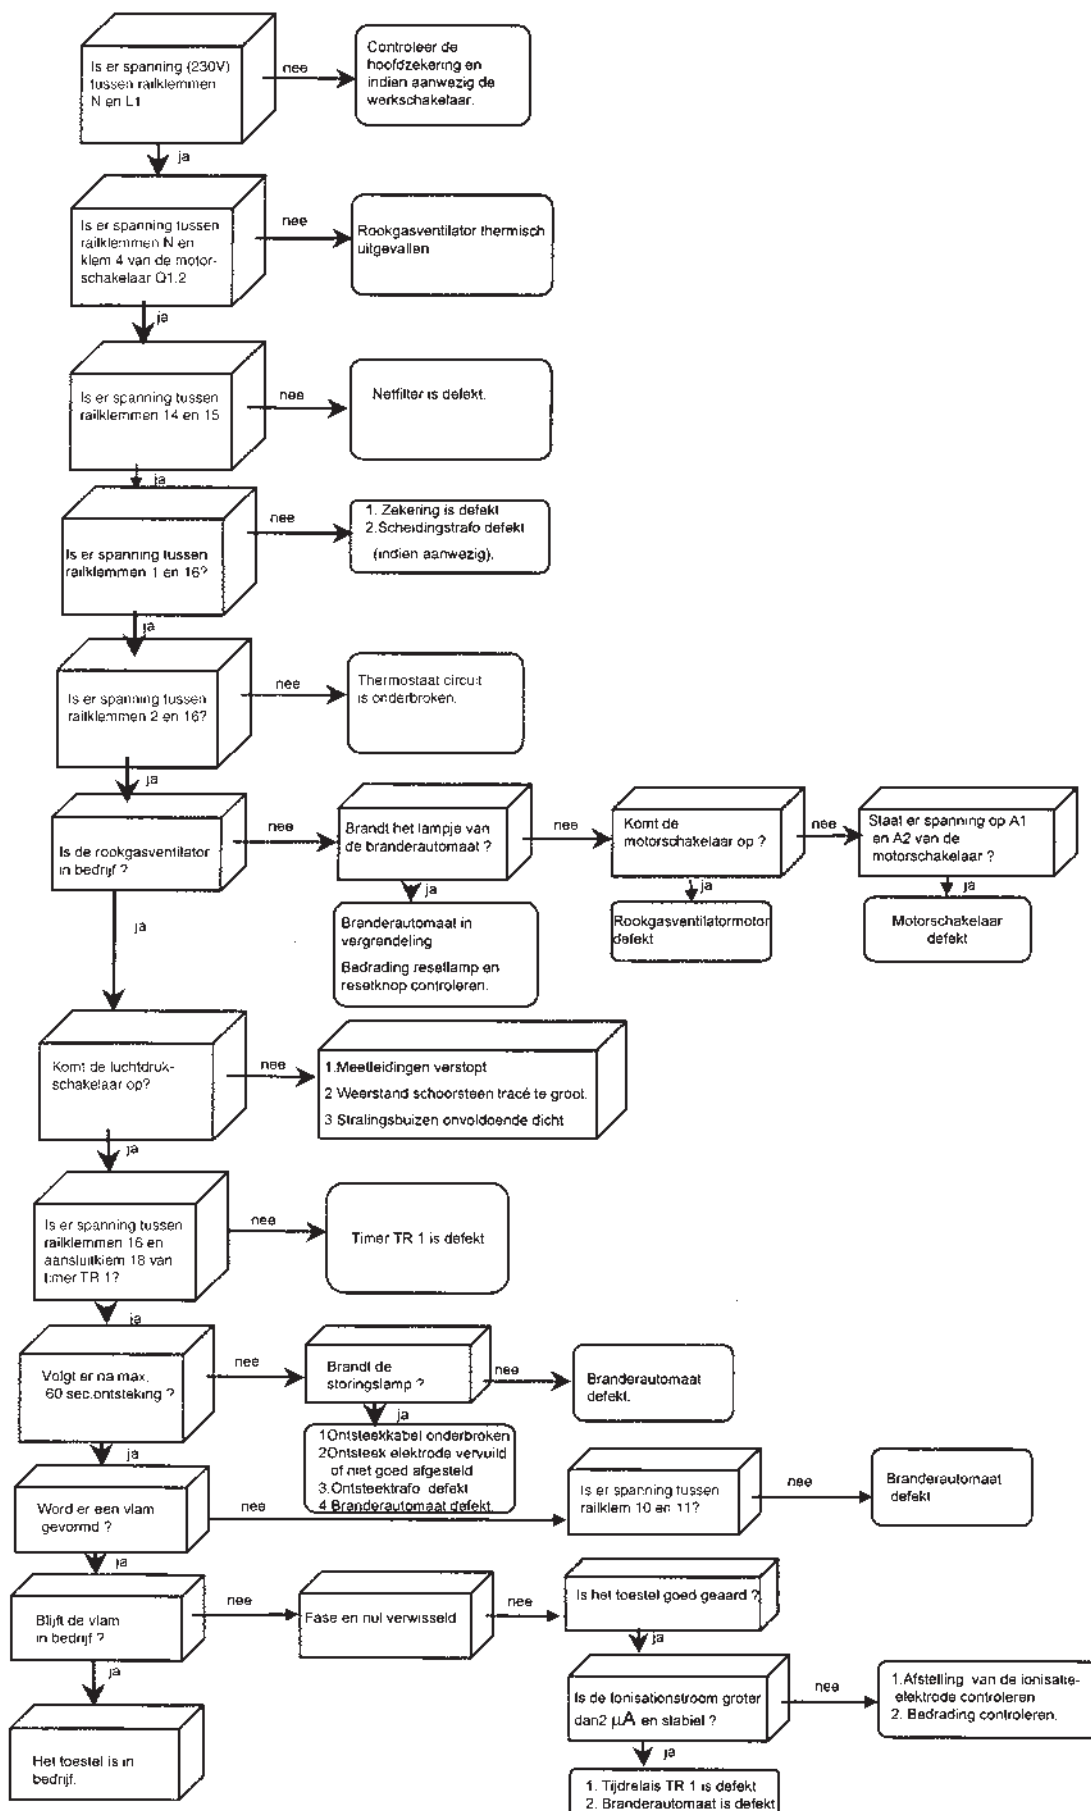 Is er spanning (230V)
tussen railklemmen
N en L1
nee
Controleer de
hoofdzekering en
indien aanwezig de
werkschakelaar.
ja
Is er spanning tussen
railklemmen N en
klem 4 van de motor-
schakelaar Q1.2
nee
Rookgasventilator thermisch
uitgevallen
ja
Is er spanning tussen
railklemmen 14 en 15
nee
Netfilter is defekt.
ja
Is er spanning tussen
railklemmen 1 en 16?
nee
1. Zekering is defekt
2.Scheidingstrafo defekt
(indien aanwezig).
ja
Is er spanning tussen
railklemmen 2 en 16?
nee
Thermostaat circuit
is onderbroken.
ja
Is de rookgasventilator
in bedrijf ?
nee
Brandt het lampje van
de branderautomaat ?
nee
Komt de
motorschakelaar op ?
nee
Staat er spanning op A1
en A2 van de
motorschakelaar ?
ja
Branderautomaat in
vergrendeling
Bedrading resetlamp en
resetknop controleren.
ja
Rookgasventilatormotor
defekt
ja
Motorschakelaar
defekt
ja
Komt de luchtdruk-
schakelaar op?
nee
1.Meetleidingen verstopt
2 Weerstand schoorsteen tracé te groot.
3 Stralingsbuizen onvoldoende dicht
ja
Is er spanning tussen
railklemmen 16 en
aansluitklem 18 van
timer TR 1?
nee
Timer TR 1 is defekt
ja
Volgt er na max.
60 sec.ontsteking ?
nee
Brandt de
storingslamp ?
nee
Branderautomaat
defekt.
ja
1Ontsteekkabel onderbroken
2Ontsteek elektrode vervuild
of niet goed afgesteld
3.Ontsteektrafo defekt
4 Branderautomaat defekt.
ja
Word er een vlam
gevormd ?
nee
Is er spanning tussen
railklem 10 en 11?
nee
Branderautomaat
defekt
ja
Blijft de vlam
in bedrijf ?
nee
Fase en nul verwisseld
nee
Is het toestel goed geaard ?
ja
Is de Ionisationstroom groter
dan2 µA en stabiel ?
nee
1.Afstelling van de ionisatie-
elektrode controleren
2. Bedrading controleren.
ja
1. Tijdrelais TR 1 is defekt
2. Branderautomaat is defekt
ja
Het toestel is in
bedrijf.